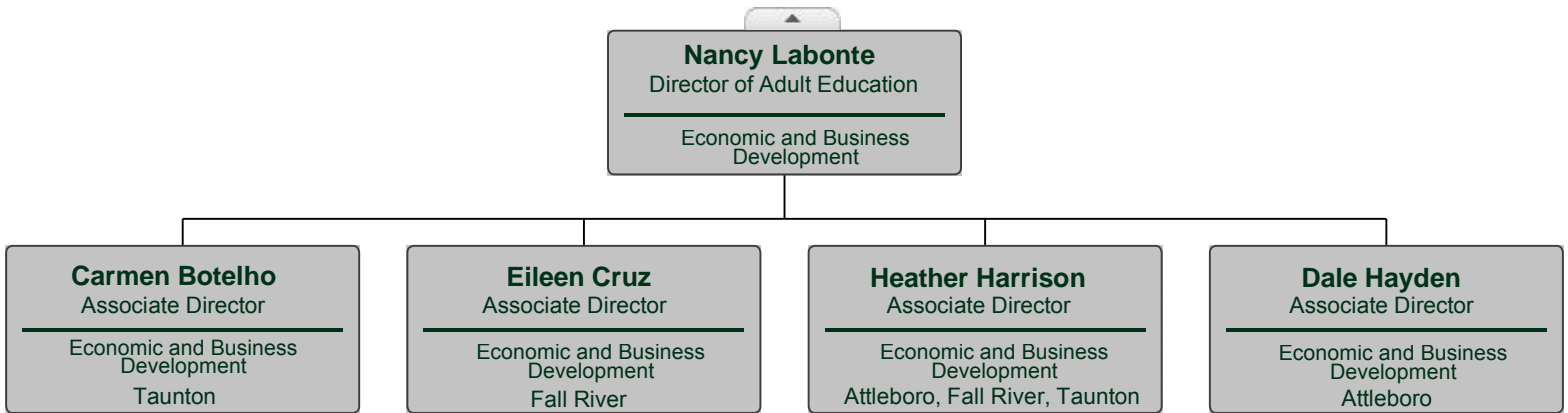 Nancy Labonte
Director of Adult Education
Economic and Business
Development
Carmen Botelho
Associate Director
Economic and Business
Development
Taunton
Eileen Cruz
Associate Director
Economic and Business
Development
Fall River
Heather Harrison
Associate Director
Economic and Business
Development
Attleboro, Fall River, Taunton
Dale Hayden
Associate Director
Economic and Business
Development
Attleboro